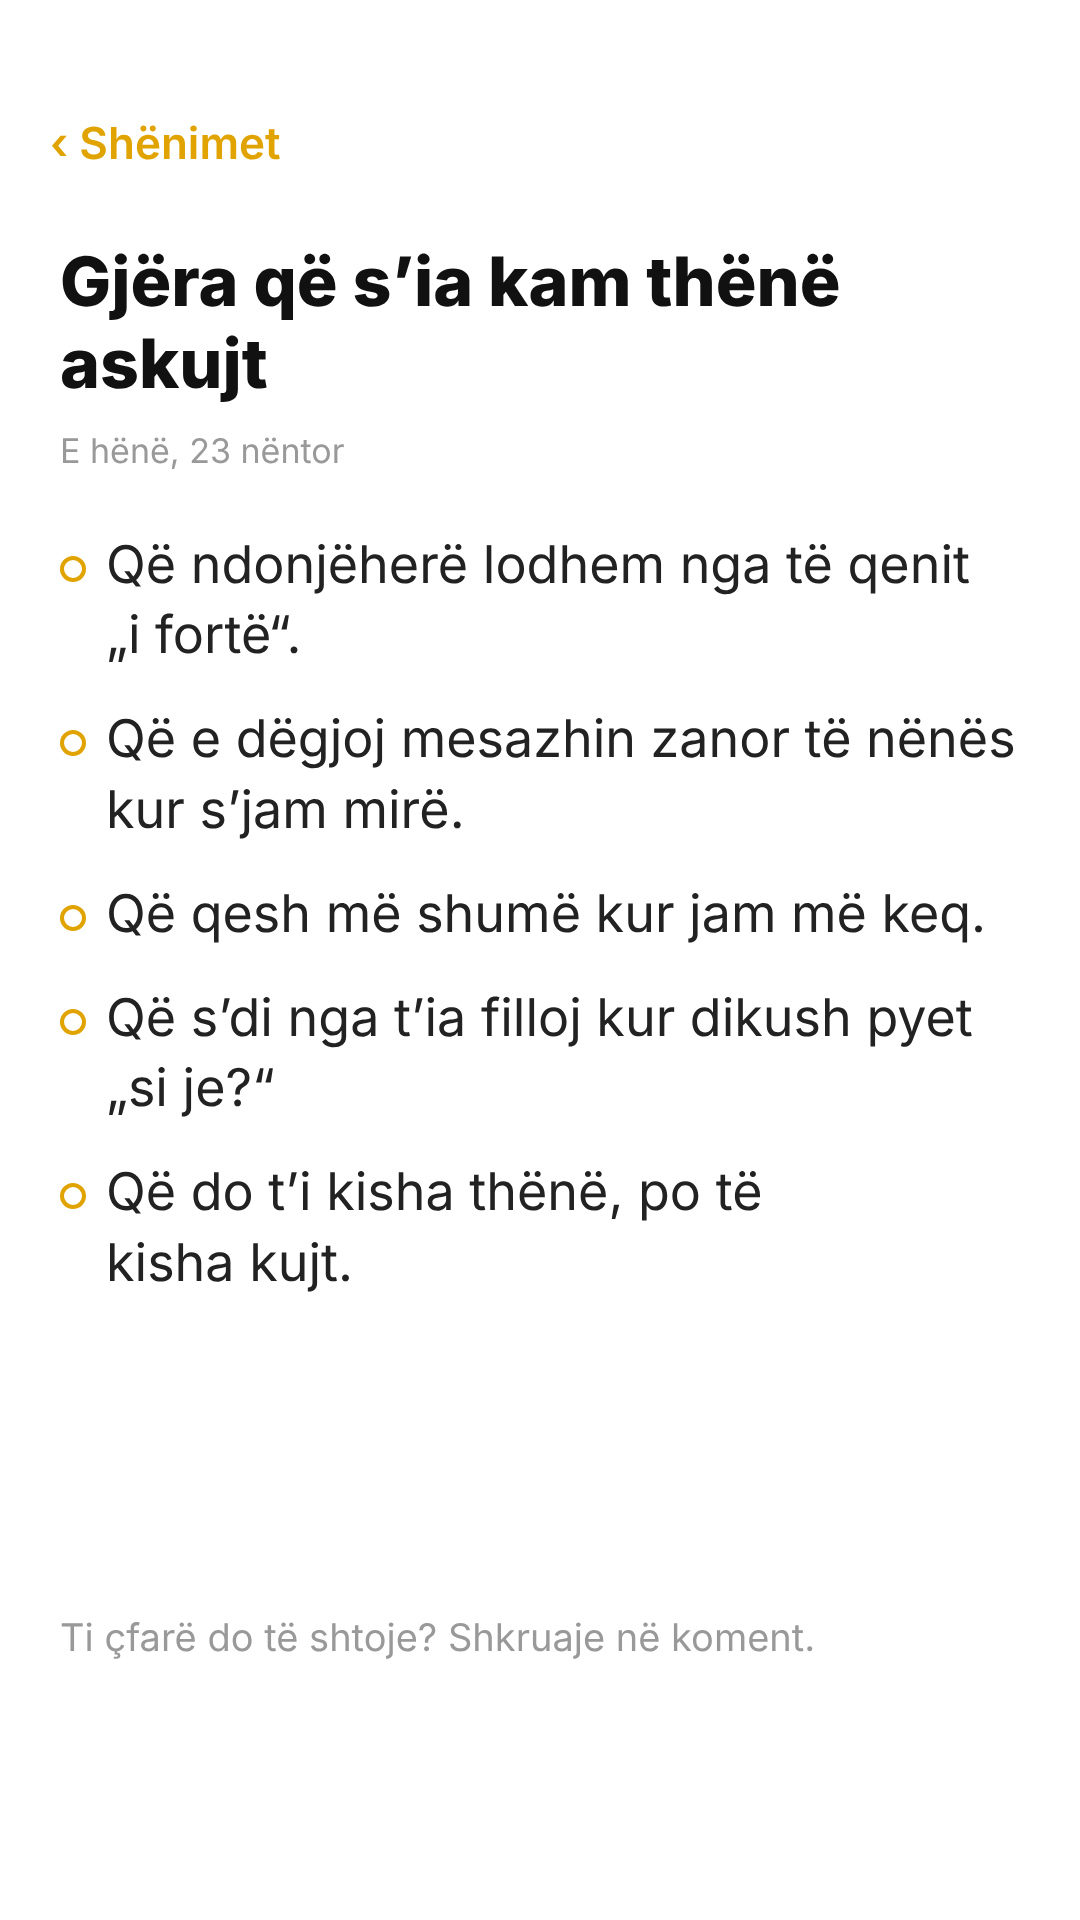 ‹ Shënimet
Gjëra që s’ia kam thënë
askujt
E hënë, 23 nëntor
Që ndonjëherë lodhem nga të qenit
„i fortë“.
Që e dëgjoj mesazhin zanor të nënës
kur s’jam mirë.
Që qesh më shumë kur jam më keq.
Që s’di nga t’ia filloj kur dikush pyet
„si je?“
Që do t’i kisha thënë, po të
kisha kujt.
Ti çfarë do të shtoje? Shkruaje në koment.